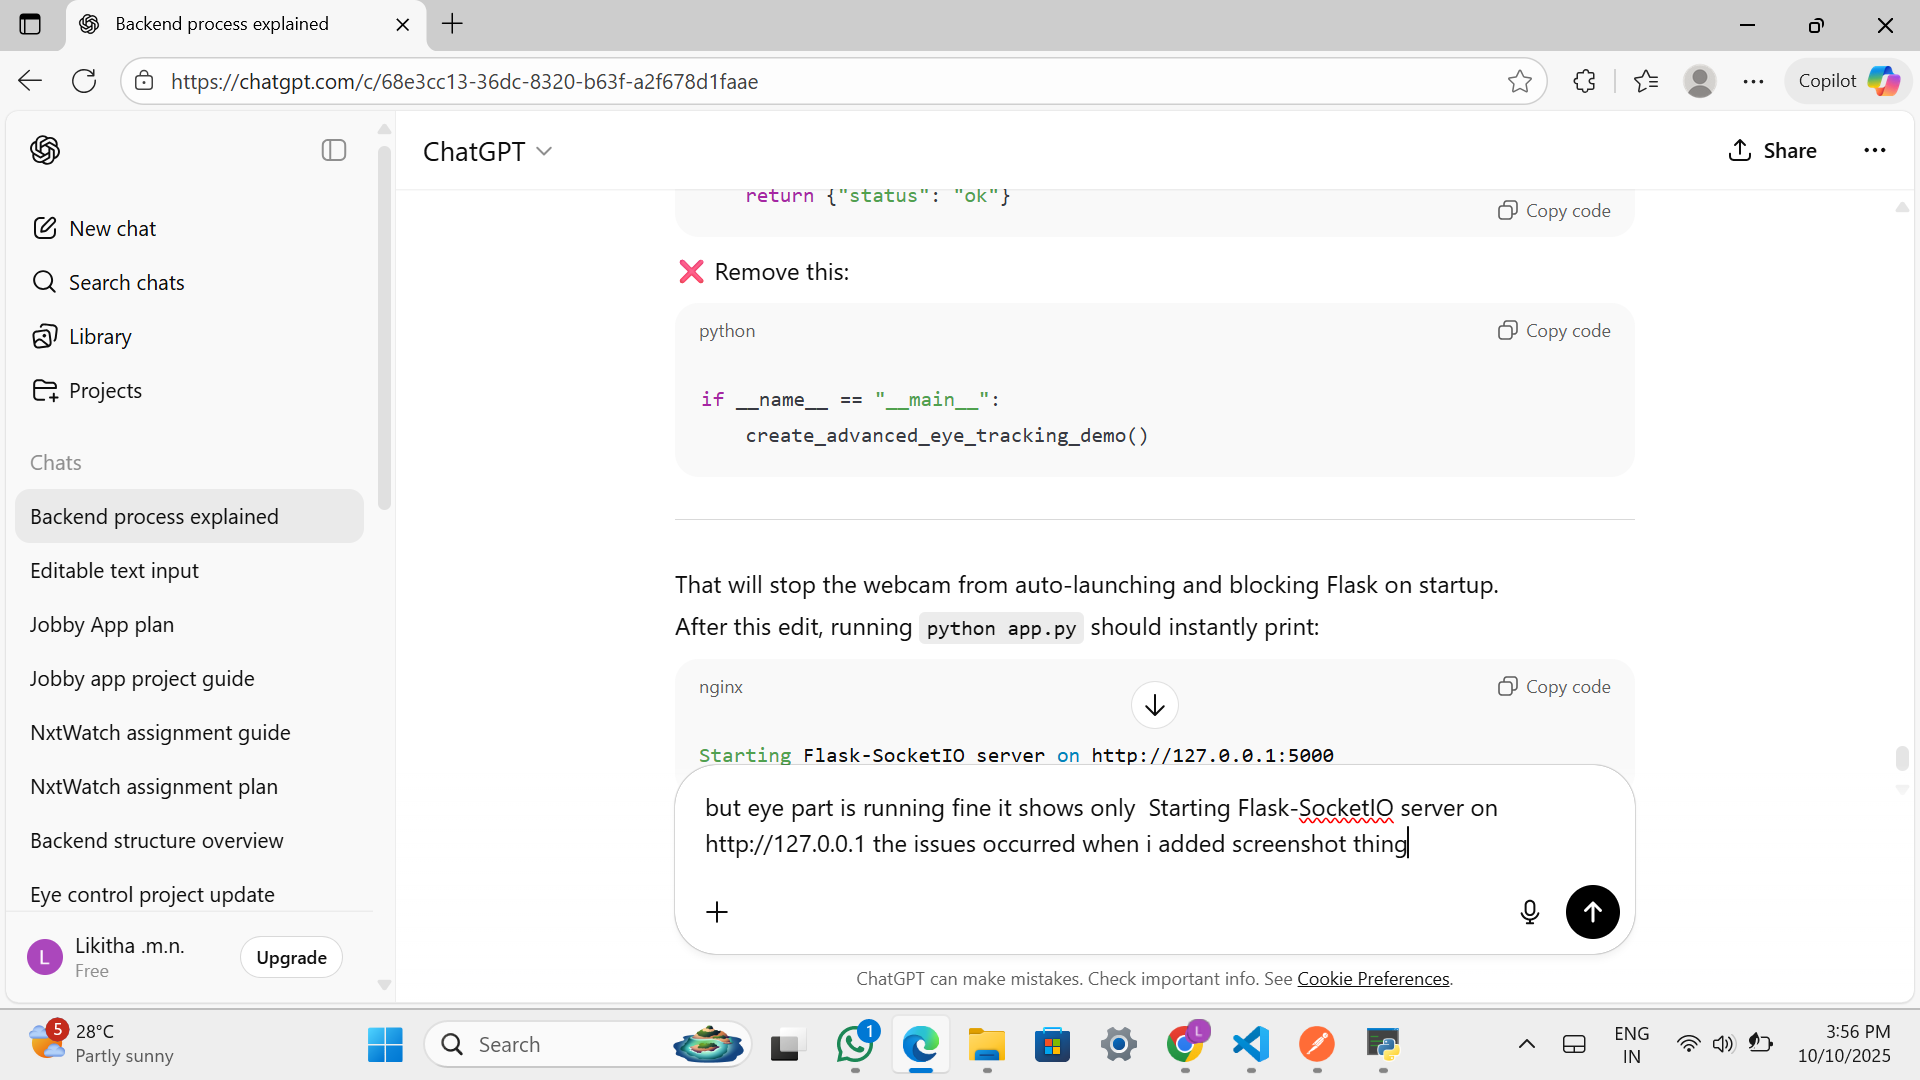 Backend process explained
https://chatgpt.com/c/68e3cc13-36dc-8320-b63f-a2f678d1faae
Copilot
New chat
Search chats
Library
Projects
Chats
Backend process explained
Editable text input
Jobby App plan
Jobby app project guide
NxtWatch assignment guide
NxtWatch assignment plan
Backend structure overview
Eye control project update
L
Likitha .m.n.
Free
Upgrade
ChatGPT
Share
return {"status": "ok"}
Copy code
❌ Remove this:
python
Copy code
if __name__ == "__main__":
    create_advanced_eye_tracking_demo()
That will stop the webcam from auto-launching and blocking Flask on startup.
After this edit, running python app.py should instantly print:
nginx
Copy code
Starting Flask-SocketIO server on http://127.0.0.1:5000
but eye part is running fine it shows only  Starting Flask-SocketIO server on
http://127.0.0.1 the issues occurred when i added screenshot thing
ChatGPT can make mistakes. Check important info. See Cookie Preferences.
5
28°C
Partly sunny
Search
1
L
ENG
IN
3:56 PM
10/10/2025